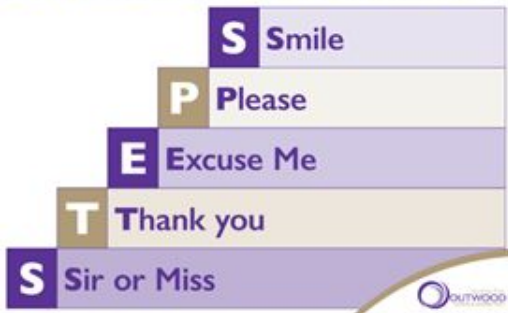 S Smile
P Please
E Excuse Me
T Thank you
S Sir or Miss
OUTWOOD